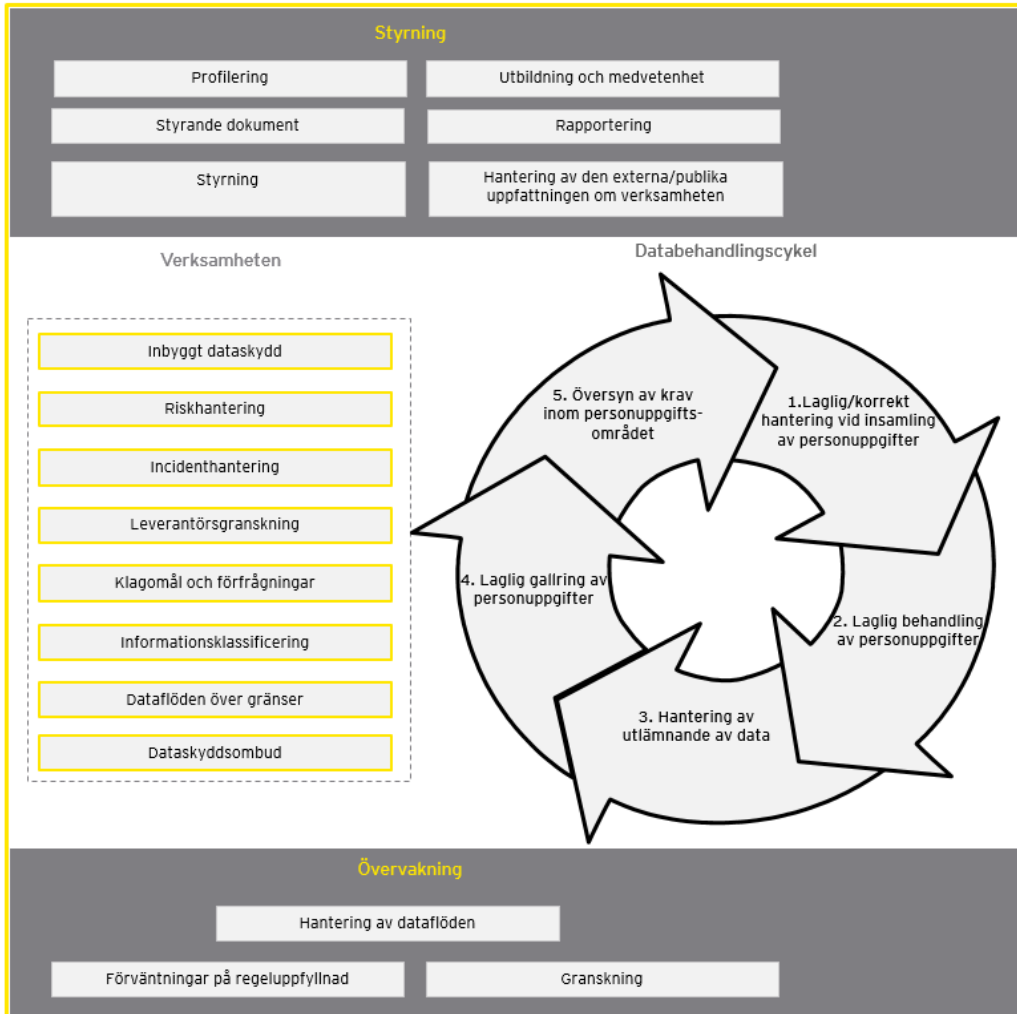 Styrning
Profilering
Utbildning och medvetenhet
Styrande dokument
Rapportering
Styrning
Hantering av den externa/publika
uppfattningen om verksamheten
Verksamheten
Inbyggt dataskydd
Riskhantering
Incidenthantering
Leverantörsgranskning
Klagomål och förfrågningar
Informationsklassificering
Dataflöden över gränser
Dataskyddsombud
Databehandlingscykel
1.Laglig/korrekt
hantering vid insamling
av personuppgifter
2. Laglig behandling
av personuppgifter
3. Hantering av
utlämnande av data
4. Laglig gallring av
personuppgifter
5. Översyn av krav
inom personuppgifts-
området
Övervakning
Hantering av dataflöden
Förväntningar på regeluppfyllnad
Granskning